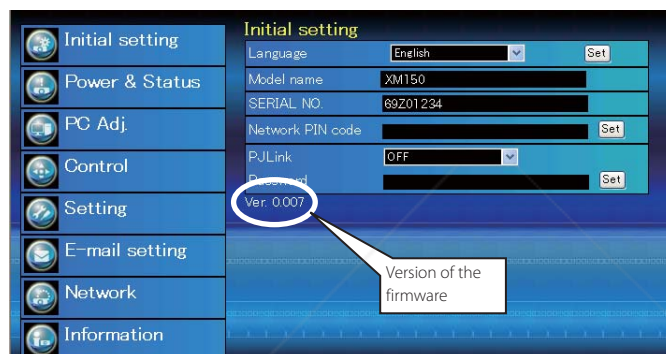 Initial setting
Power & Status
PC Adj.
Control
Setting
E-mail setting
Network
Information
Initial setting
Language English Set
Model name XM150
SERIAL NO. 69Z01234
Network PIN code Set
PJLink OFF
Password Set
Ver. 0.007
Version of the
firmware